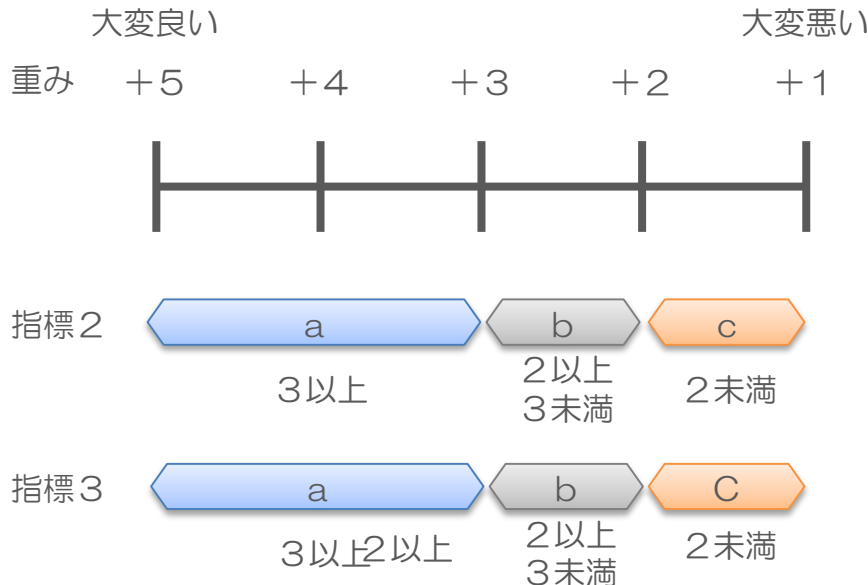 大変良い 大変悪い
重み +5 +4 +3 +2 +1
指標2 a b c
3以上 2以上 2未満
3未満
指標3 a b C
3以上2以上 2以上 2未満
3未満